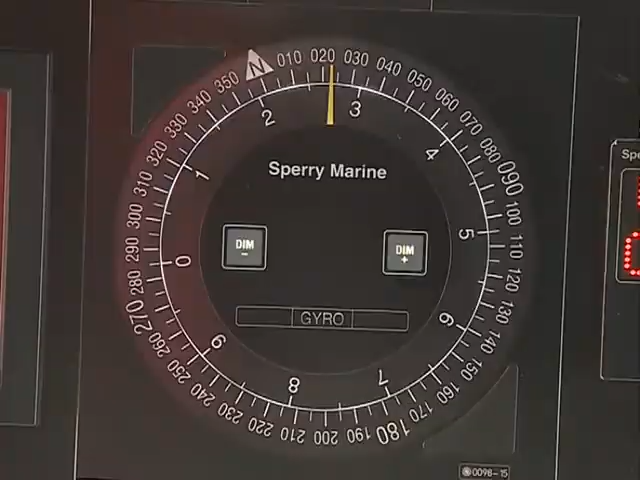 N 010 020 030 040 050 060 070 080 090 100 110 120 130 140 150 160 170 180 190 200 210 220 230 240 250 260 270 280 290 300 310 320 330 340 350
0 1 2 3 4 5 6 7 8 9
Sperry Marine
DIM
-
DIM
+
GYRO
Spe
0098-15